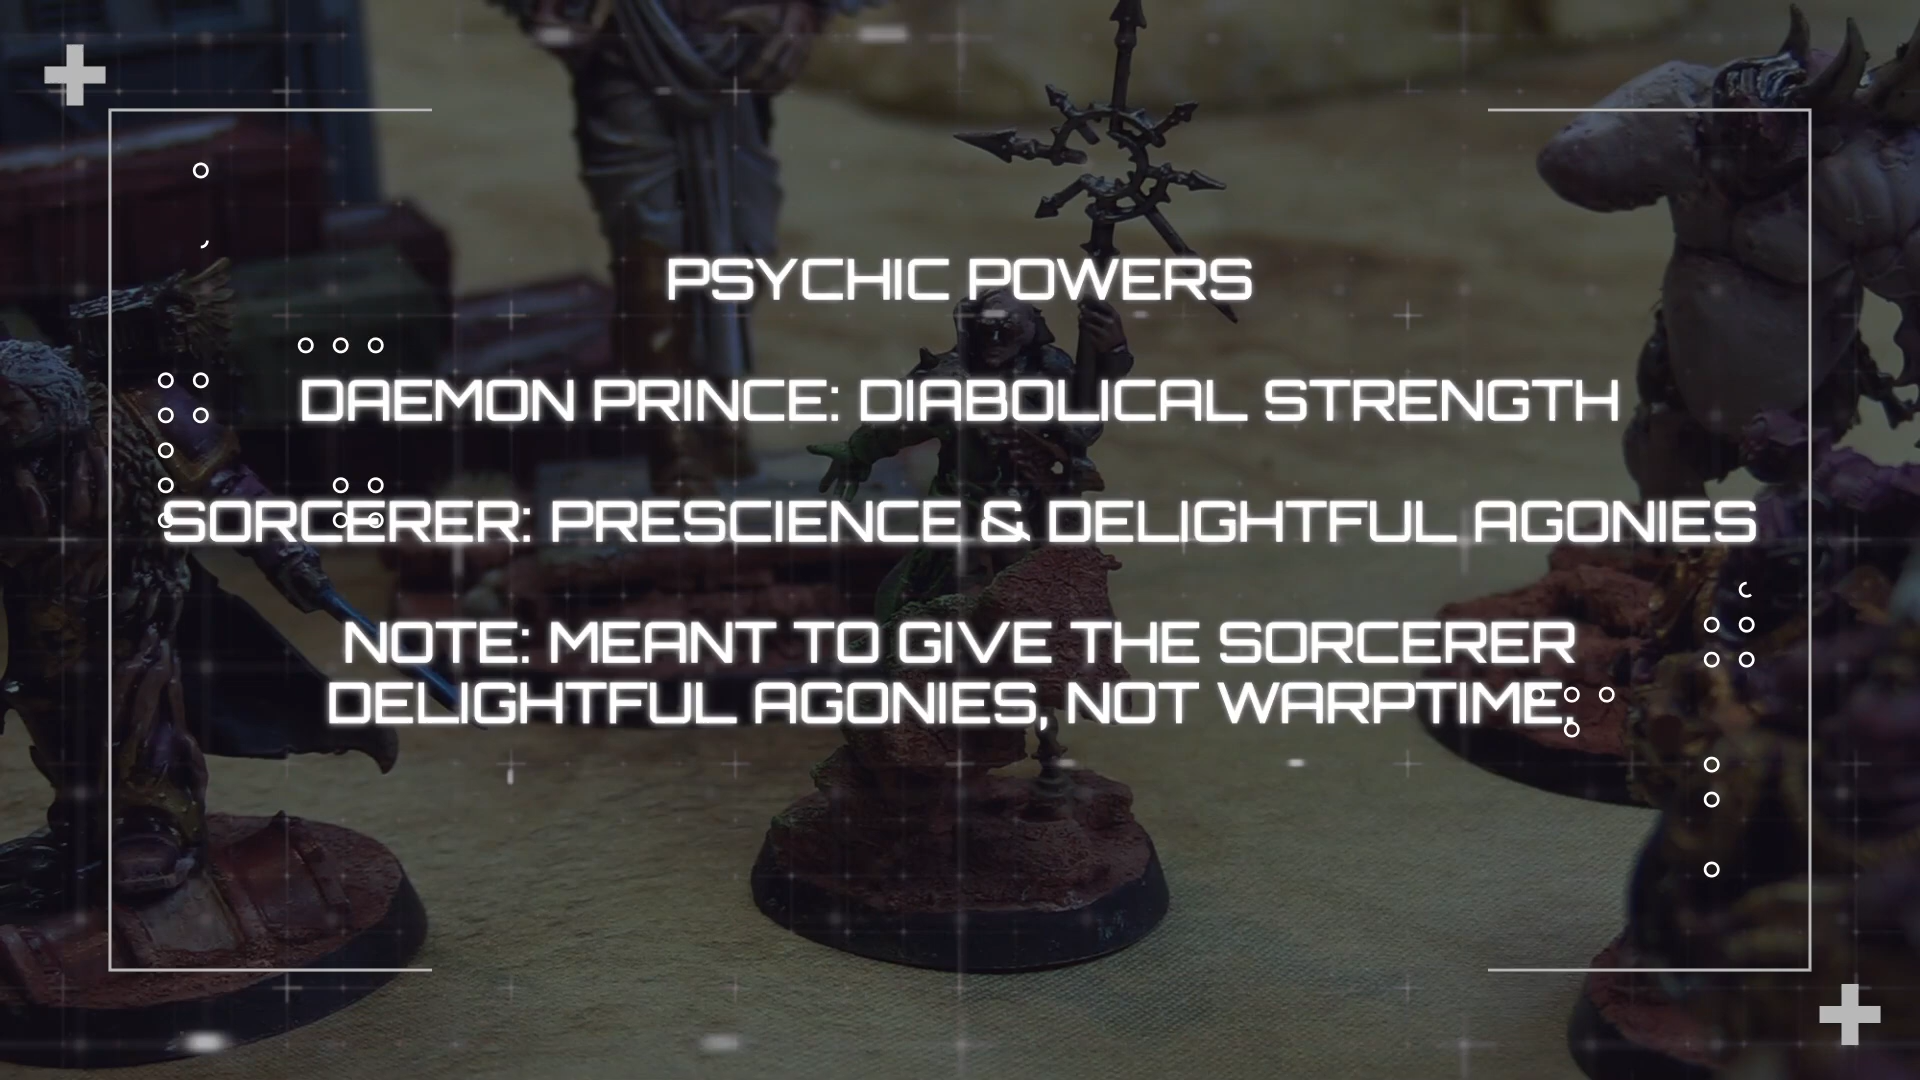 PSYCHIC POWERS
DAEMON PRINCE: DIABOLICAL STRENGTH
SORCERER: PRESCIENCE & DELIGHTFUL AGONIES
NOTE: MEANT TO GIVE THE SORCERER
DELIGHTFUL AGONIES, NOT WARPTIME.